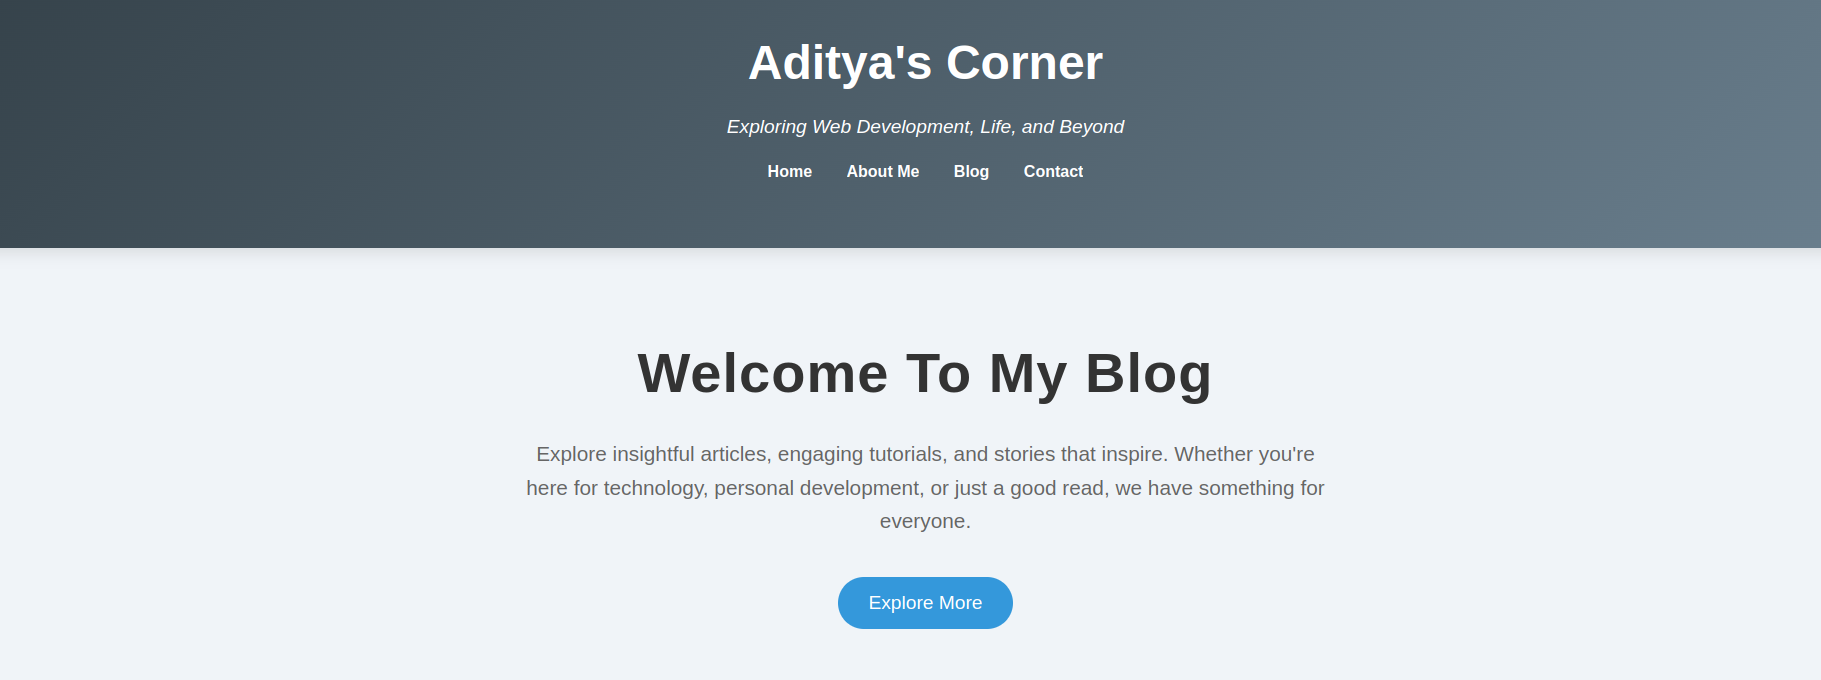 Aditya's Corner
Exploring Web Development, Life, and Beyond
Home About Me Blog Contact
Welcome To My Blog
Explore insightful articles, engaging tutorials, and stories that inspire. Whether you're
here for technology, personal development, or just a good read, we have something for
everyone.
Explore More